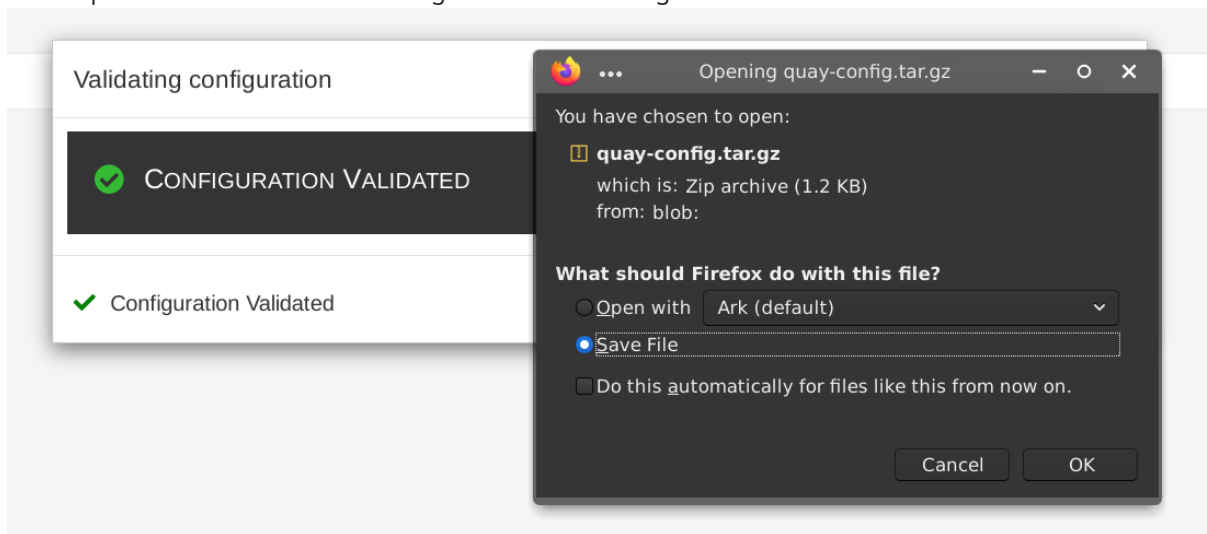 Validating configuration
CONFIGURATION VALIDATED
Configuration Validated
Opening quay-config.tar.gz
You have chosen to open:
quay-config.tar.gz
which is: Zip archive (1.2 KB)
from: blob:
What should Firefox do with this file?
Open with Ark (default)
Save File
Do this automatically for files like this from now on.
Cancel OK